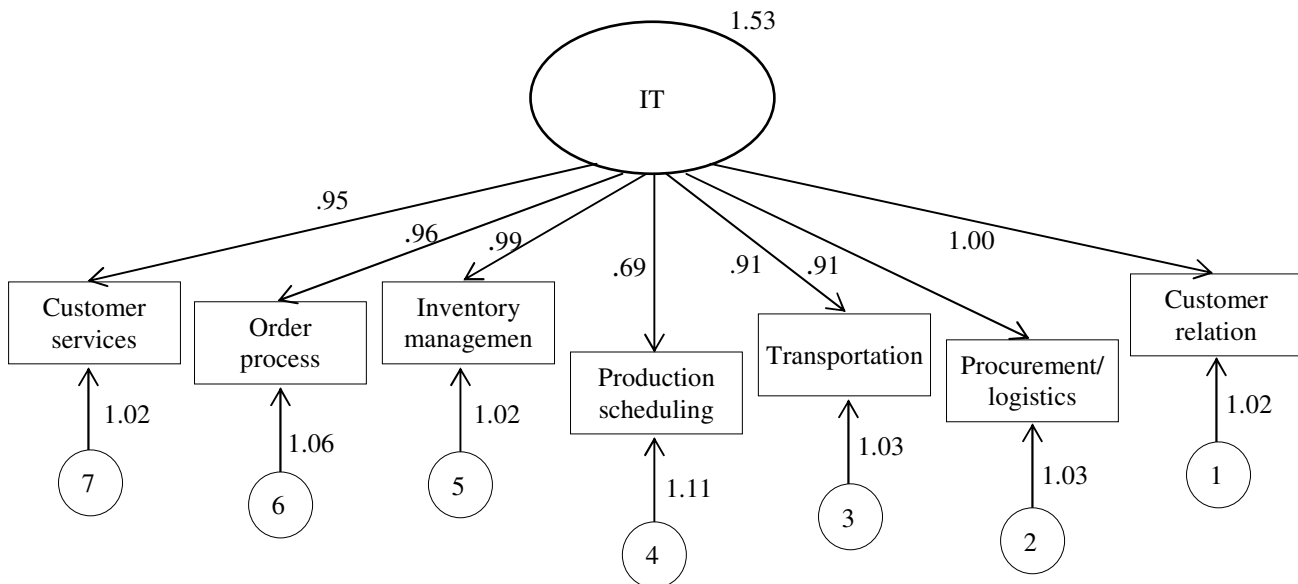 1.53
IT
.95
.96
.99
.69
.91
.91
1.00
Customer
services
Order
process
Inventory
managemen
Production
scheduling
Transportation
Procurement/
logistics
Customer
relation
1.02
1.06
1.02
1.11
1.03
1.03
1.02
7
6
5
4
3
2
1